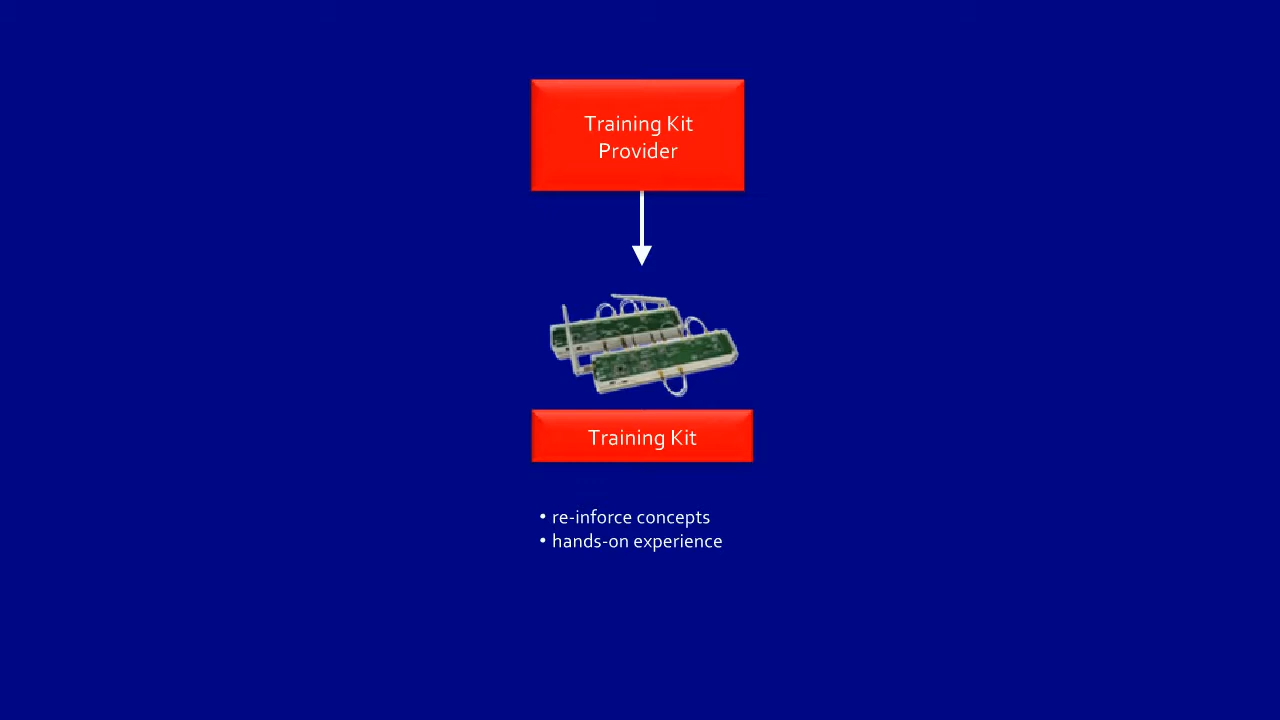 Training Kit
Provider
Training Kit
• re-inforce concepts
• hands-on experience